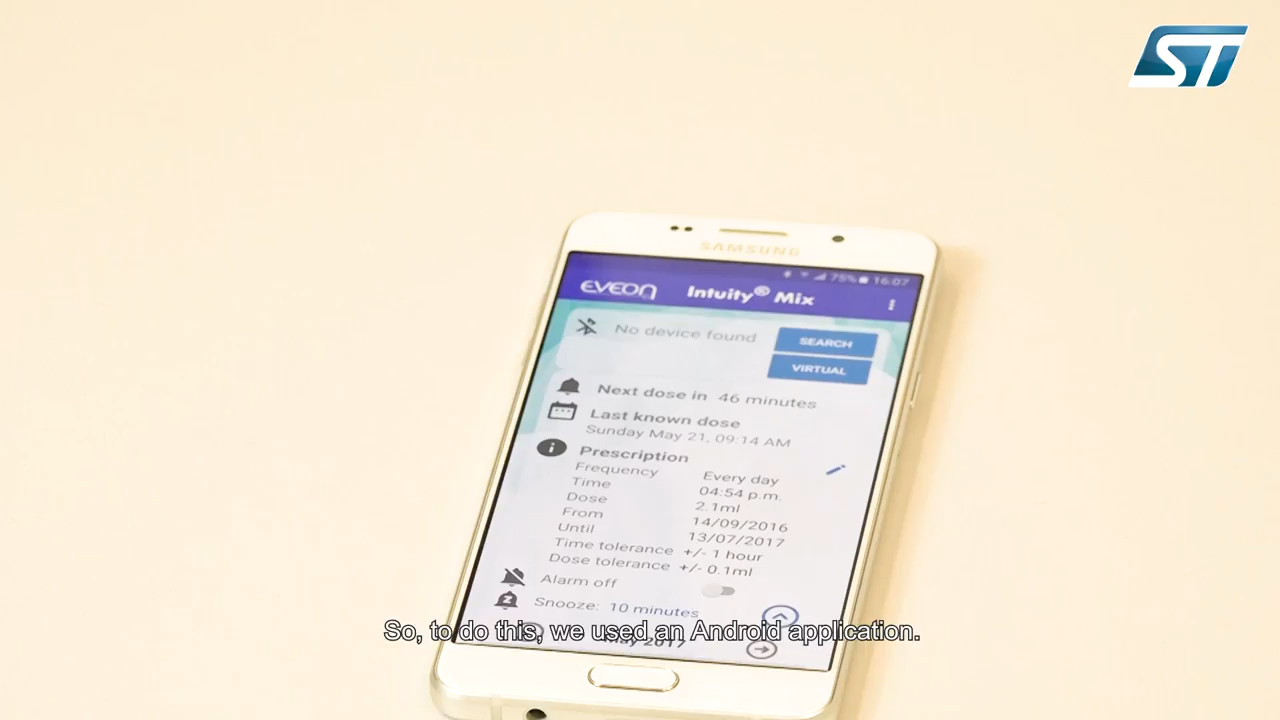 ST
SAMSUNG
75% 16:07
EVEON Intuity® Mix
No device found
SEARCH
VIRTUAL
Next dose in 46 minutes
Last known dose
Sunday May 21, 09:14 AM
Prescription
Frequency Every day
Time 04:54 p.m.
Dose 2.1ml
From 14/09/2016
Until 13/07/2017
Time tolerance +/- 1 hour
Dose tolerance +/- 0.1ml
Alarm off
Snooze: 10 minutes
So, to do this, we used an Android application.
May 2017